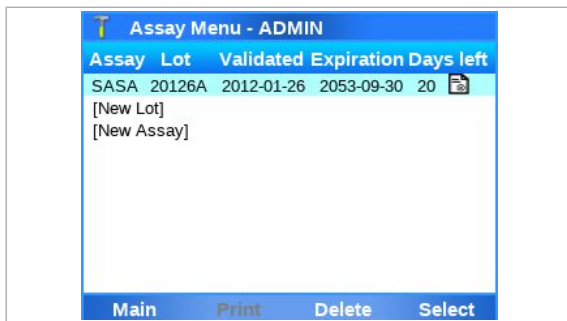 Assay Menu - ADMIN
Assay Lot Validated Expiration Days left
SASA 20126A 2012-01-26 2053-09-30 20
[New Lot]
[New Assay]
Main Print Delete Select